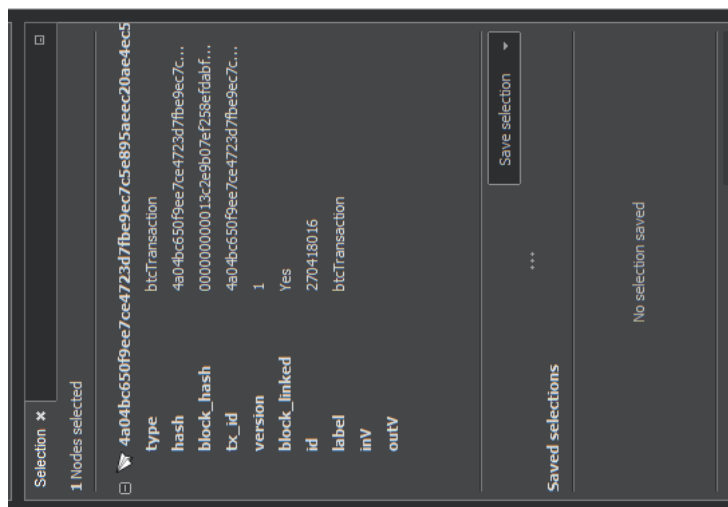 Selection ×
1 Nodes selected
4a04bc650f9ee7ce4723d7fbe9ec7c5e895aeec20ae4ec5
type btcTransaction
hash 4a04bc650f9ee7ce4723d7fbe9ec7c...
block_hash 000000000013c2e9b07ef258efdabf...
tx_id 4a04bc650f9ee7ce4723d7fbe9ec7c...
version 1
block_linked Yes
id 270418016
label btcTransaction
inV
outV
... Save selection
Saved selections
No selection saved